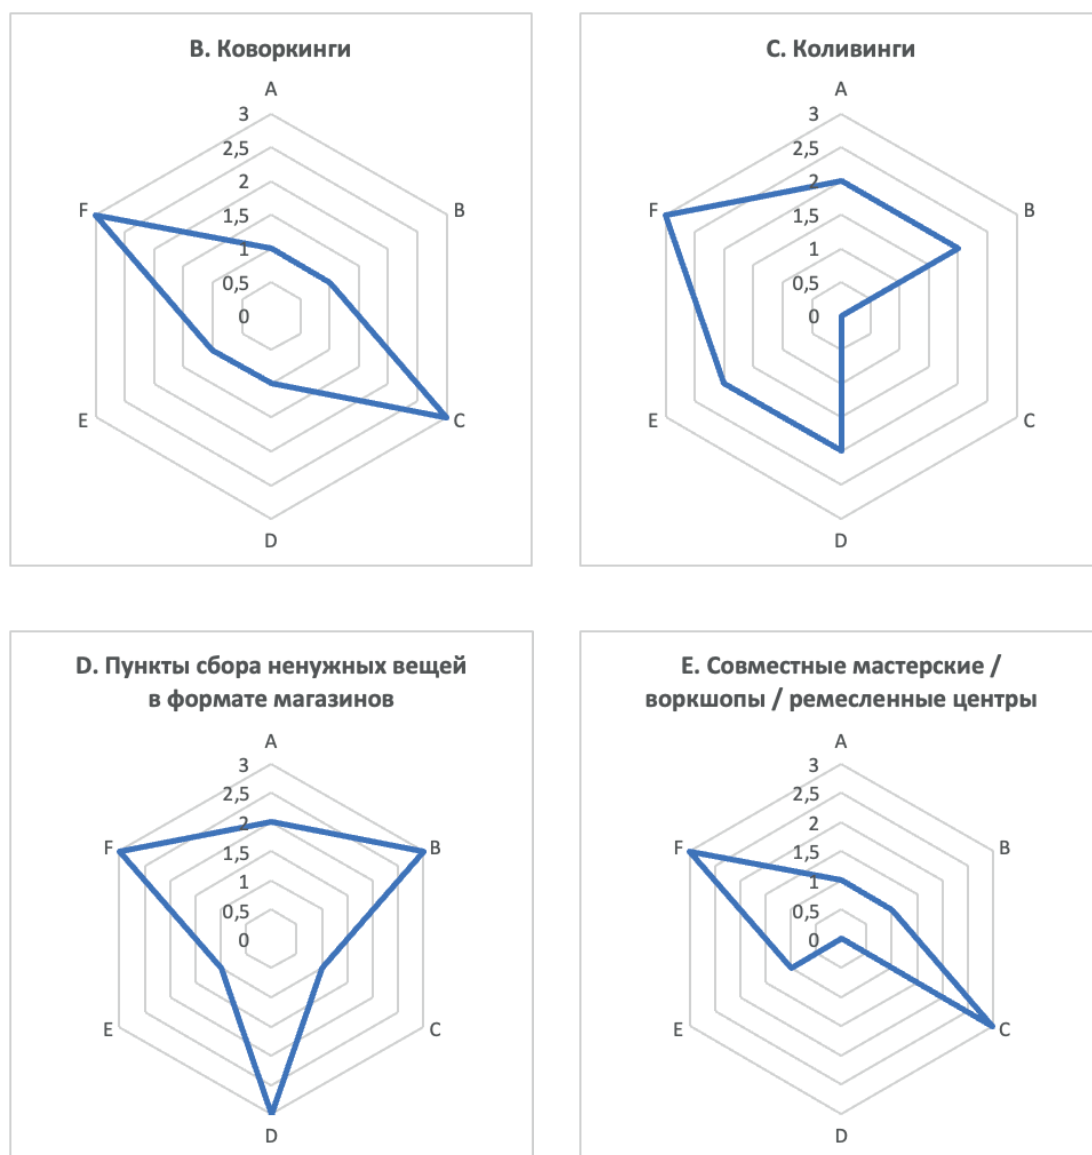 B. Коворкинги
A
3
2,5
2
1,5
1
0,5
0
B
C
D
E
F
C. Коливинги
A
3
2,5
2
1,5
1
0,5
0
B
C
D
E
F
D. Пункты сбора ненужных вещей
в формате магазинов
A
3
2,5
2
1,5
1
0,5
0
B
C
D
E
F
E. Совместные мастерские /
воркшопы / ремесленные центры
A
3
2,5
2
1,5
1
0,5
0
B
C
D
E
F